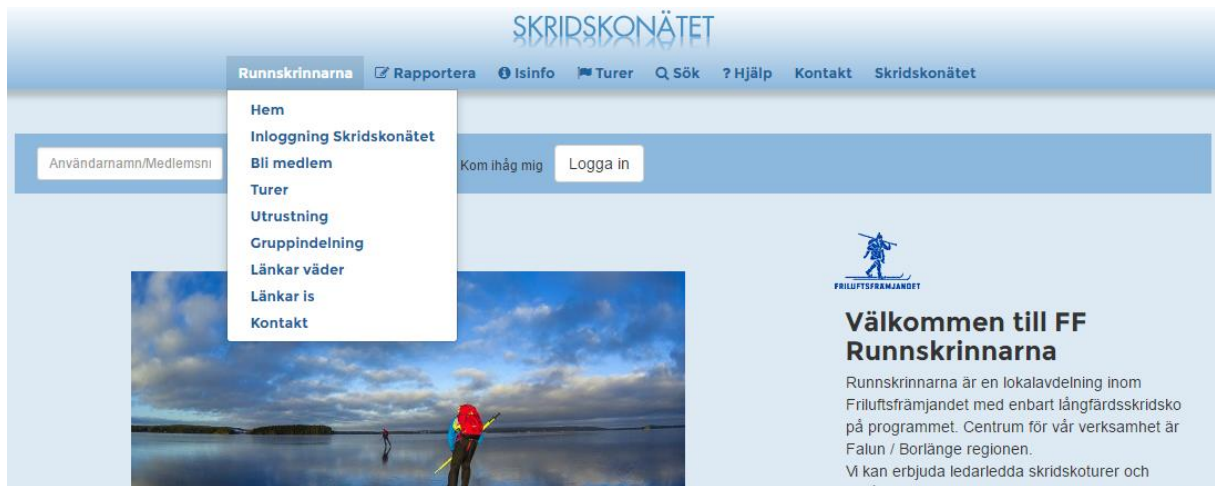 SKRIDSKONÄTET
Runnskrinnarna Rapportera Isinfo Turer Sök ? Hjälp Kontakt Skridskonätet
Hem
Inloggning Skridskonätet
Bli medlem
Turer
Utrustning
Gruppindelning
Länkar väder
Länkar is
Kontakt
Användarnamn/Medlemsnr Kom ihåg mig Logga in
FRILUFTSFRÄMJANDET
Välkommen till FF
Runnskrinnarna
Runnskrinnarna är en lokalavdelning inom
Friluftsfrämjandet med enbart långfärdsskridsko
på programmet. Centrum för vår verksamhet är
Falun / Borlänge regionen.
Vi kan erbjuda ledarledda skridskoturer och